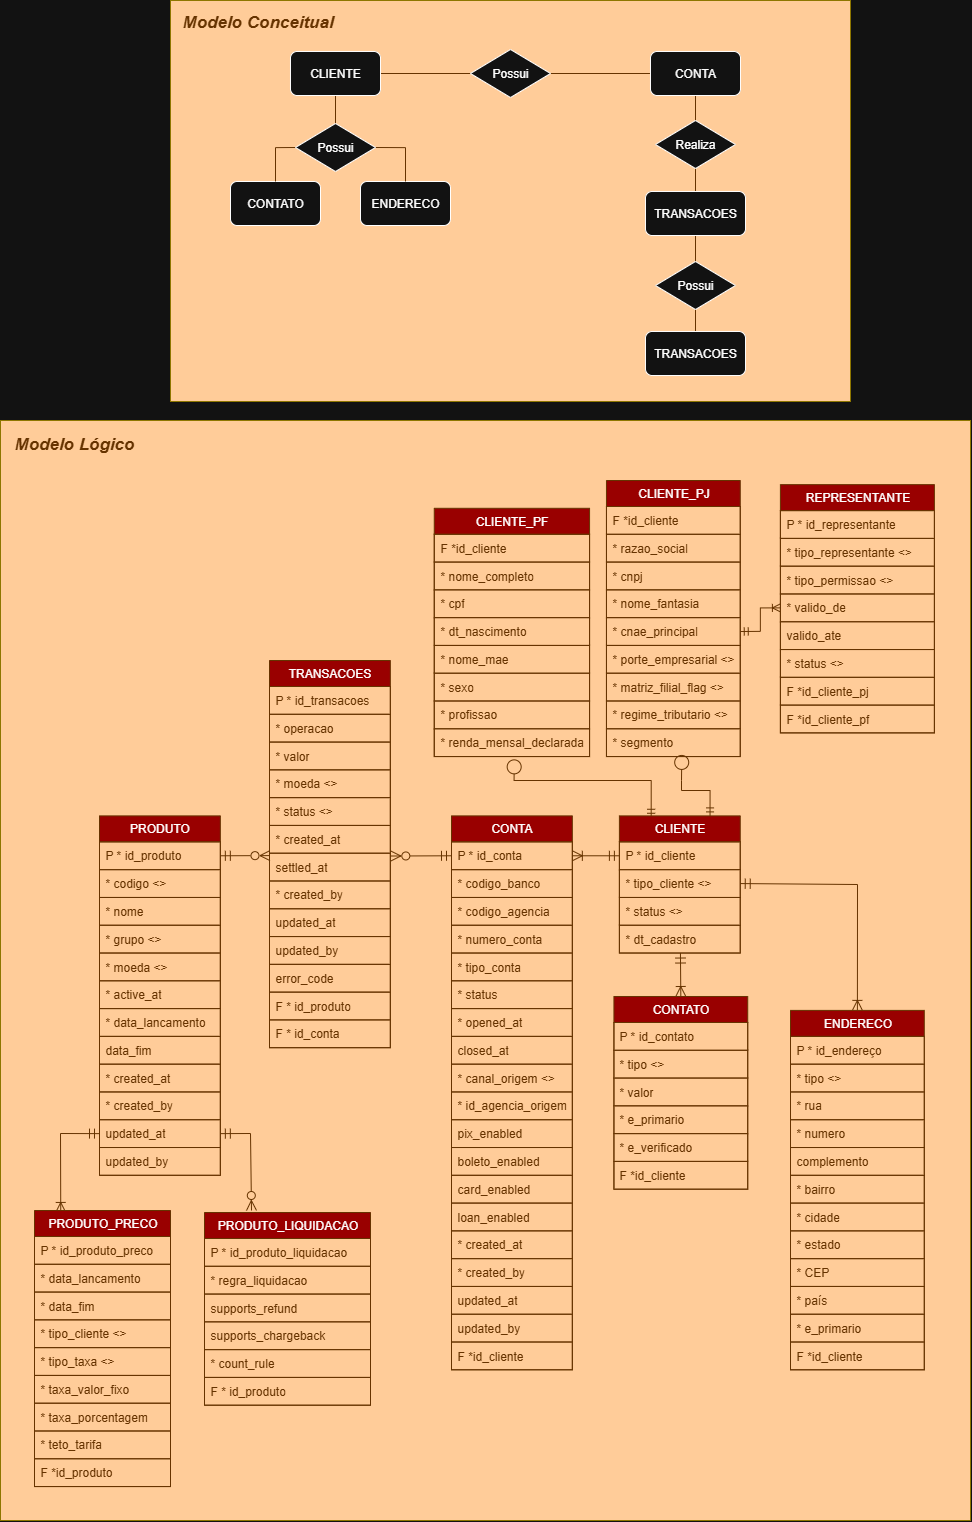 Modelo Conceitual
CLIENTE
Possui
CONTA
Possui
Realiza
CONTATO
ENDERECO
TRANSACOES
Possui
TRANSACOES
Modelo Lógico
CLIENTE_PF
F *id_cliente
* nome_completo
* cpf
* dt_nascimento
* nome_mae
* sexo
* profissao
* renda_mensal_declarada
CLIENTE_PJ
F *id_cliente
* razao_social
* cnpj
* nome_fantasia
* cnae_principal
* porte_empresarial <>
* matriz_filial_flag <>
* regime_tributario <>
* segmento
REPRESENTANTE
P * id_representante
* tipo_representante <>
* tipo_permissao <>
* valido_de
valido_ate
* status <>
F *id_cliente_pj
F *id_cliente_pf
TRANSACOES
P * id_transacoes
* operacao
* valor
* moeda <>
* status <>
* created_at
settled_at
* created_by
updated_at
updated_by
error_code
F * id_produto
F * id_conta
PRODUTO
P * id_produto
* codigo <>
* nome
* grupo <>
* moeda <>
* active_at
* data_lancamento
data_fim
* created_at
* created_by
updated_at
updated_by
CONTA
P * id_conta
* codigo_banco
* codigo_agencia
* numero_conta
* tipo_conta
* status
* opened_at
closed_at
* canal_origem <>
* id_agencia_origem
pix_enabled
boleto_enabled
card_enabled
loan_enabled
* created_at
* created_by
updated_at
updated_by
F *id_cliente
CLIENTE
P * id_cliente
* tipo_cliente <>
* status <>
* dt_cadastro
CONTATO
P * id_contato
* tipo <>
* valor
* e_primario
* e_verificado
F *id_cliente
ENDERECO
P * id_endereço
* tipo <>
* rua
* numero
complemento
* bairro
* cidade
* estado
* CEP
* país
* e_primario
F *id_cliente
PRODUTO_PRECO
P * id_produto_preco
* data_lancamento
* data_fim
* tipo_cliente <>
* tipo_taxa <>
* taxa_valor_fixo
* taxa_porcentagem
* teto_tarifa
F *id_produto
PRODUTO_LIQUIDACAO
P * id_produto_liquidacao
* regra_liquidacao
supports_refund
supports_chargeback
* count_rule
F * id_produto